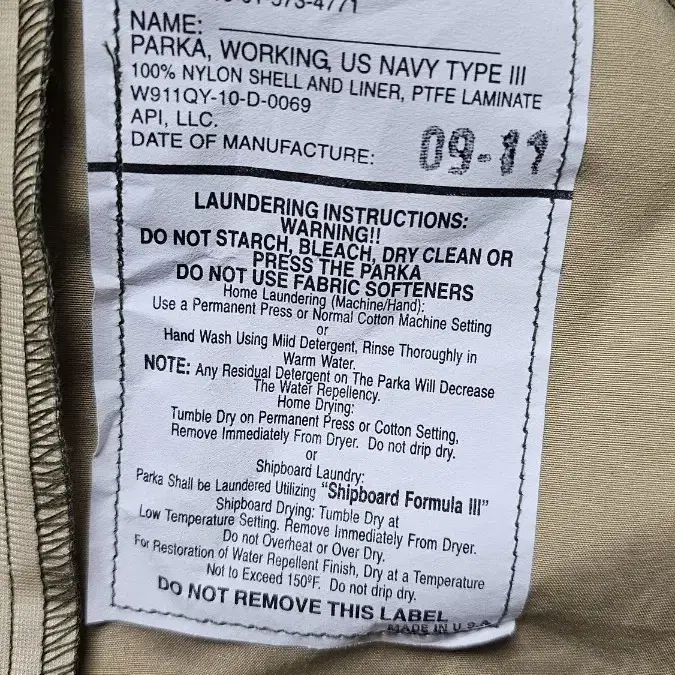 01-573-4771
NAME:
PARKA, WORKING, US NAVY TYPE III
100% NYLON SHELL AND LINER, PTFE LAMINATE
W911QY-10-D-0069
API, LLC.
DATE OF MANUFACTURE: 09-11
LAUNDERING INSTRUCTIONS:
WARNING!!
DO NOT STARCH, BLEACH, DRY CLEAN OR
PRESS THE PARKA
DO NOT USE FABRIC SOFTENERS
Home Laundering (Machine/Hand):
Use a Permanent Press or Normal Cotton Machine Setting
or
Hand Wash Using Mild Detergent, Rinse Thoroughly in
Warm Water.
NOTE: Any Residual Detergent on The Parka Will Decrease
The Water Repellency.
Home Drying:
Tumble Dry on Permanent Press or Cotton Setting,
Remove Immediately From Dryer. Do not drip dry.
or
Shipboard Laundry:
Parka Shall be Laundered Utilizing "Shipboard Formula III"
Shipboard Drying: Tumble Dry at
Low Temperature Setting. Remove Immediately From Dryer.
Do not Overheat or Over Dry.
For Restoration of Water Repellent Finish, Dry at a Temperature
Not to Exceed 150ºF. Do not drip dry.
DO NOT REMOVE THIS LABEL
MADE IN U.S.A.